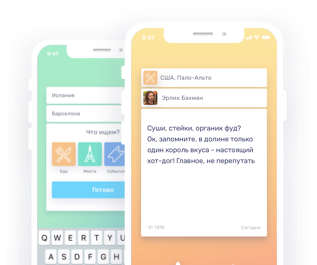 9:41
Испания
Барселона
Что ищем?
Еда
Места
События
Готово
Q W E R T Y U
A S D F G H
9:41
США, Пало-Альто
Эрлих Бахман
Суши, стейки, органик фуд?
Ок, запомните, в долине только
один король вкуса - настоящий
хот-дог! Главное, не перепутать
Сегодня